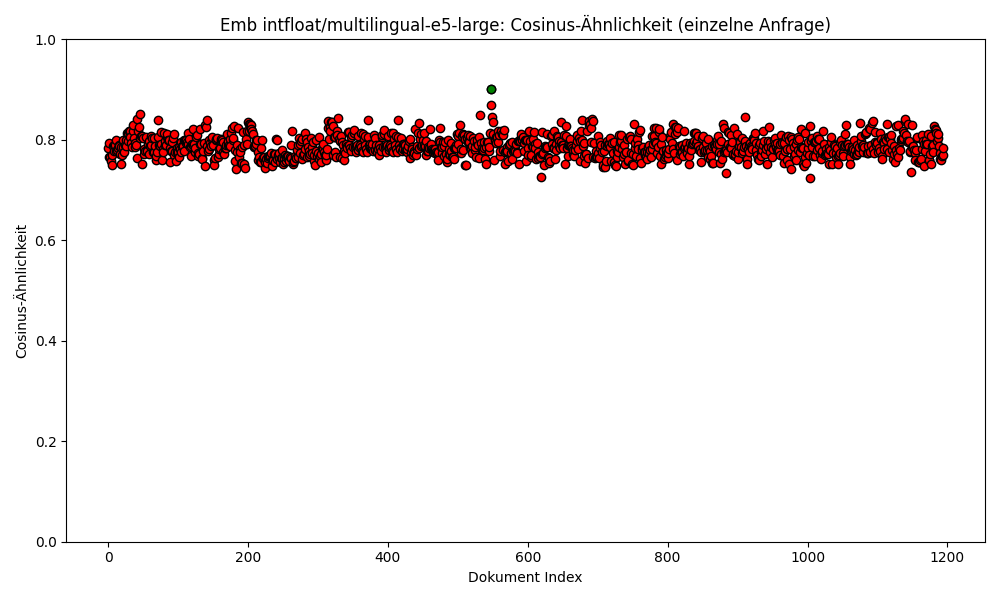 Emb intfloat/multilingual-e5-large: Cosinus-Ähnlichkeit (einzelne Anfrage)
1.0
0.8
0.6
0.4
0.2
0.0
Cosinus-Ähnlichkeit
0 200 400 600 800 1000 1200
Dokument Index